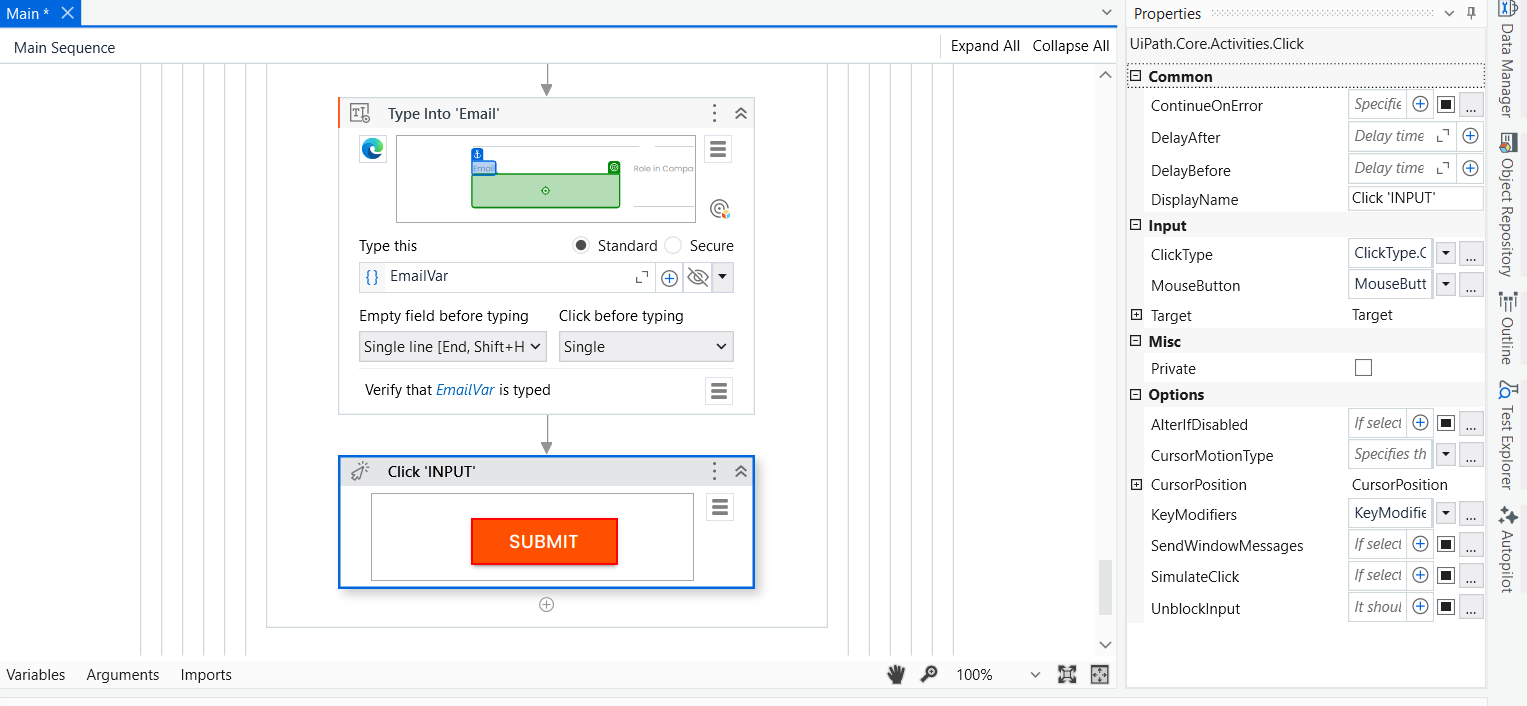 Main *
Main Sequence
Expand All
Collapse All
Type Into 'Email'
Email
Role in Compa
Type this
Standard
Secure
{} EmailVar
Empty field before typing
Click before typing
Single line [End, Shift+H
Single
Verify that EmailVar is typed
Click 'INPUT'
SUBMIT
Variables
Arguments
Imports
100%
Properties
UiPath.Core.Activities.Click
Common
ContinueOnError
Specifie
...
DelayAfter
Delay time
DelayBefore
Delay time
DisplayName
Click 'INPUT'
Input
ClickType
ClickType.C
...
MouseButton
MouseButt
...
Target
Target
Misc
Private
Options
AlterIfDisabled
If select
...
CursorMotionType
Specifies th
...
CursorPosition
CursorPosition
KeyModifiers
KeyModifie
...
SendWindowMessages
If select
...
SimulateClick
If select
...
UnblockInput
It shoul
...
Data Manager
Object Repository
Outline
Test Explorer
Autopilot